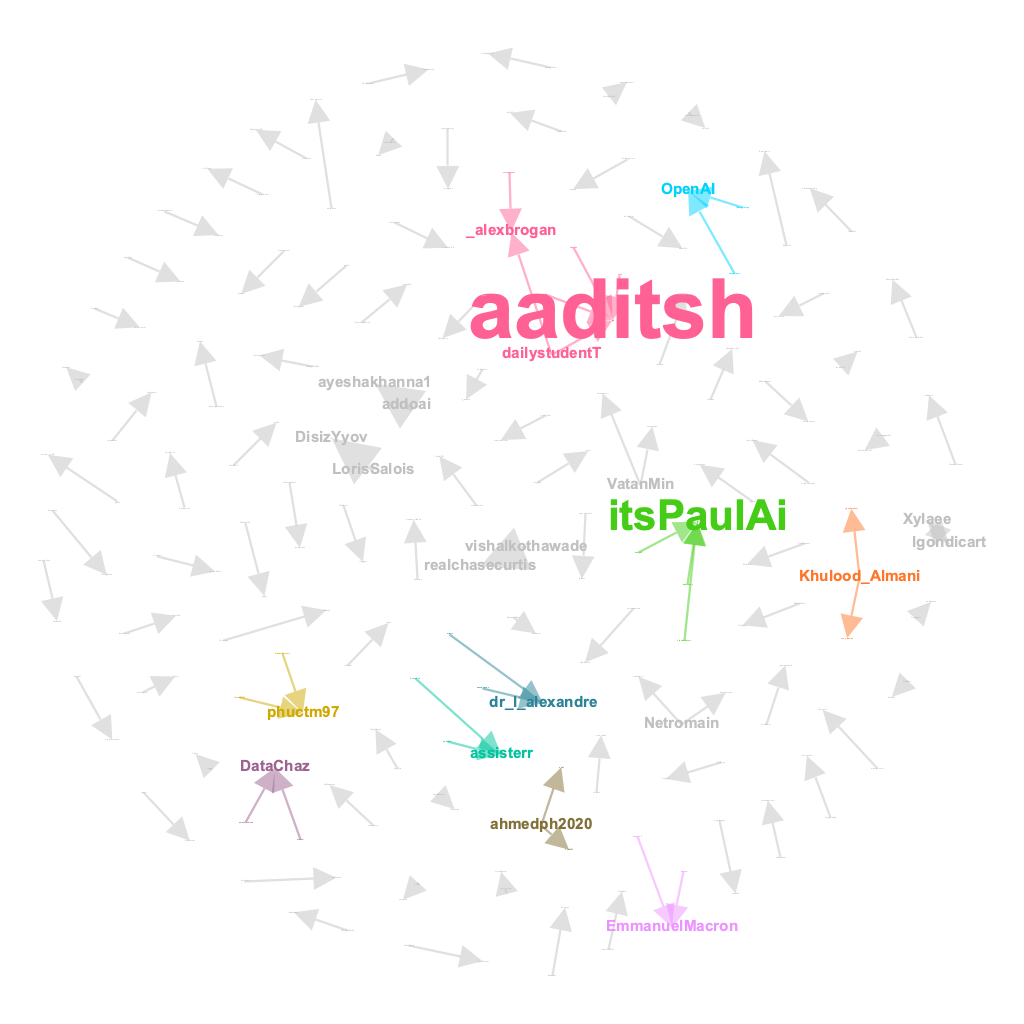 OpenAI
_alexbrogan
aaditsh
dailystudentT
ayeshakhanna1
addoai
DisizYyov
LorisSalois
VatanMin
itsPaulAi
Xylaee
lgondicart
vishalkothawade
realchasecurtis
Khulood_Almani
dr_l_alexandre
phuctm97
Netromain
assisterr
DataChaz
ahmedph2020
EmmanuelMacron